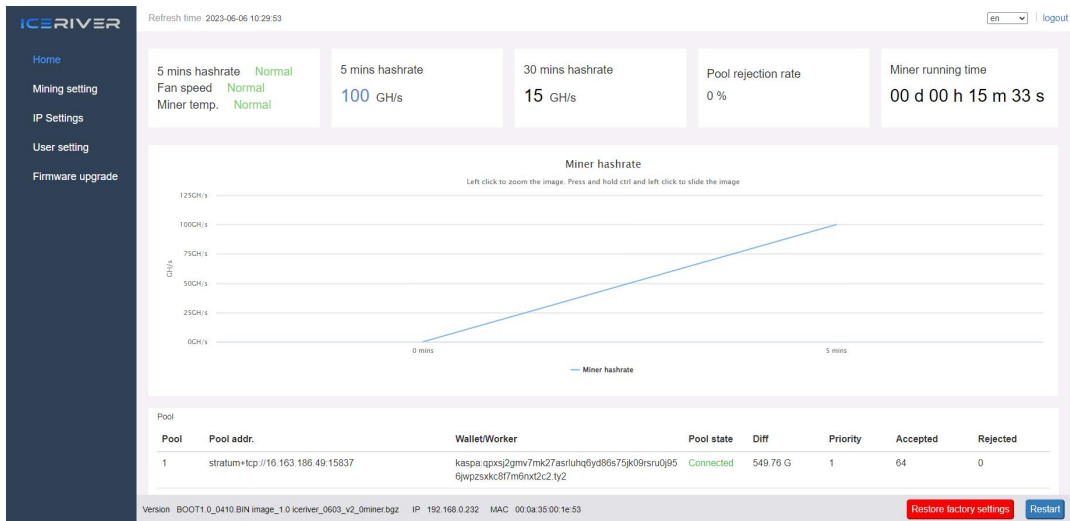 ICERIVER
Refresh time 2023-06-06 10:29:53
en
logout
Home
Mining setting
IP Settings
User setting
Firmware upgrade
5 mins hashrate Normal
Fan speed Normal
Miner temp. Normal
5 mins hashrate
100 GH/s
30 mins hashrate
15 GH/s
Pool rejection rate
0 %
Miner running time
00 d 00 h 15 m 33 s
Miner hashrate
Left click to zoom the image. Press and hold ctrl and left click to slide the image
GH/s
125GH/s
100GH/s
75GH/s
50GH/s
25GH/s
0GH/s
0 mins 5 mins
Miner hashrate
Pool
Pool Pool addr. Wallet/Worker Pool state Diff Priority Accepted Rejected
1 stratum+tcp://16.163.186.49:15837 kaspa:qpxsj2gmv7mk27asrluhq6yd86s75jk09rsru0j95 Connected 549.76 G 1 64 0
6jwpzsxkc8f7m6nxt2c2.ty2
Version BOOT1.0_0410.BIN image_1.0 iceriver_0603_v2_0miner.bgz IP 192.168.0.232 MAC 00:0a:35:00:1e:53
Restore factory settings Restart